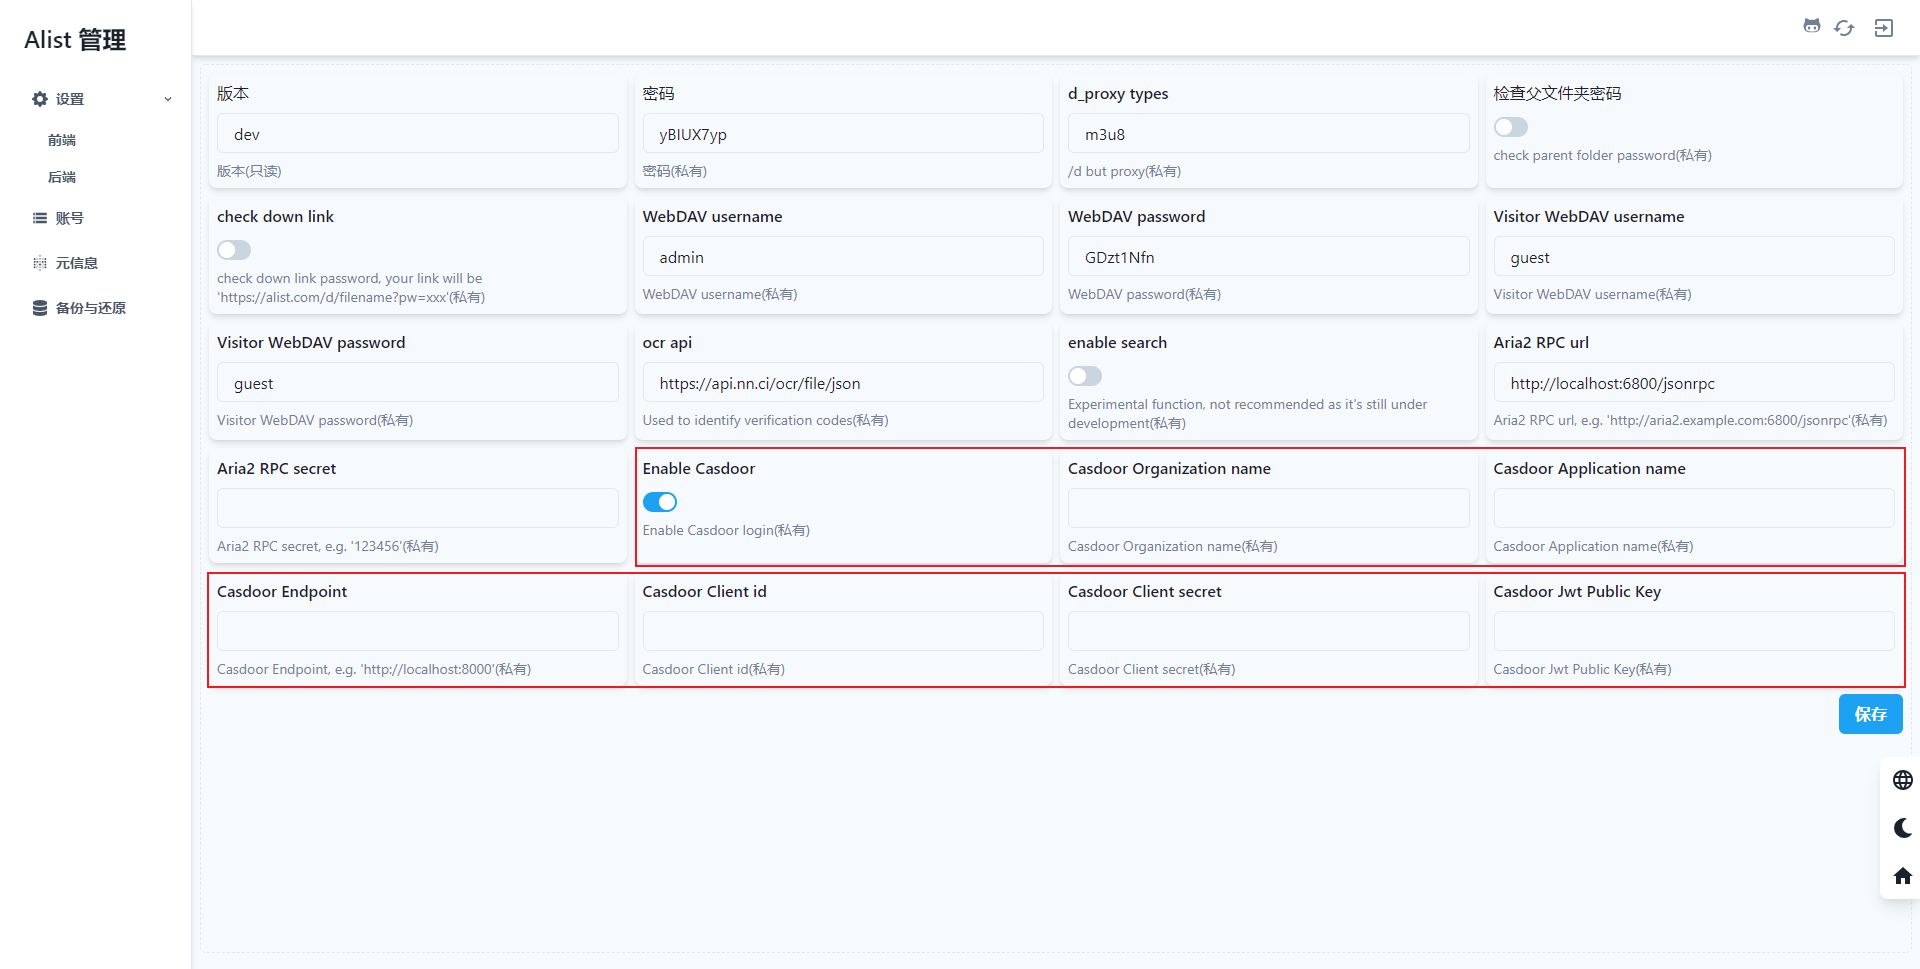 Alist 管理
设置
前端
后端
账号
元信息
备份与还原
版本
dev
版本(只读)
密码
yBIUX7yp
密码(私有)
d_proxy types
m3u8
/d but proxy(私有)
检查父文件夹密码
check parent folder password(私有)
check down link
check down link password, your link will be
'https://alist.com/d/filename?pw=xxx'(私有)
WebDAV username
admin
WebDAV username(私有)
WebDAV password
GDzt1Nfn
WebDAV password(私有)
Visitor WebDAV username
guest
Visitor WebDAV username(私有)
Visitor WebDAV password
guest
Visitor WebDAV password(私有)
ocr api
https://api.nn.ci/ocr/file/json
Used to identify verification codes(私有)
enable search
Experimental function, not recommended as it's still under
development(私有)
Aria2 RPC url
http://localhost:6800/jsonrpc
Aria2 RPC url, e.g. 'http://aria2.example.com:6800/jsonrpc'(私有)
Aria2 RPC secret
Aria2 RPC secret, e.g. '123456'(私有)
Enable Casdoor
Enable Casdoor login(私有)
Casdoor Organization name
Casdoor Organization name(私有)
Casdoor Application name
Casdoor Application name(私有)
Casdoor Endpoint
Casdoor Endpoint, e.g. 'http://localhost:8000'(私有)
Casdoor Client id
Casdoor Client id(私有)
Casdoor Client secret
Casdoor Client secret(私有)
Casdoor Jwt Public Key
Casdoor Jwt Public Key(私有)
保存